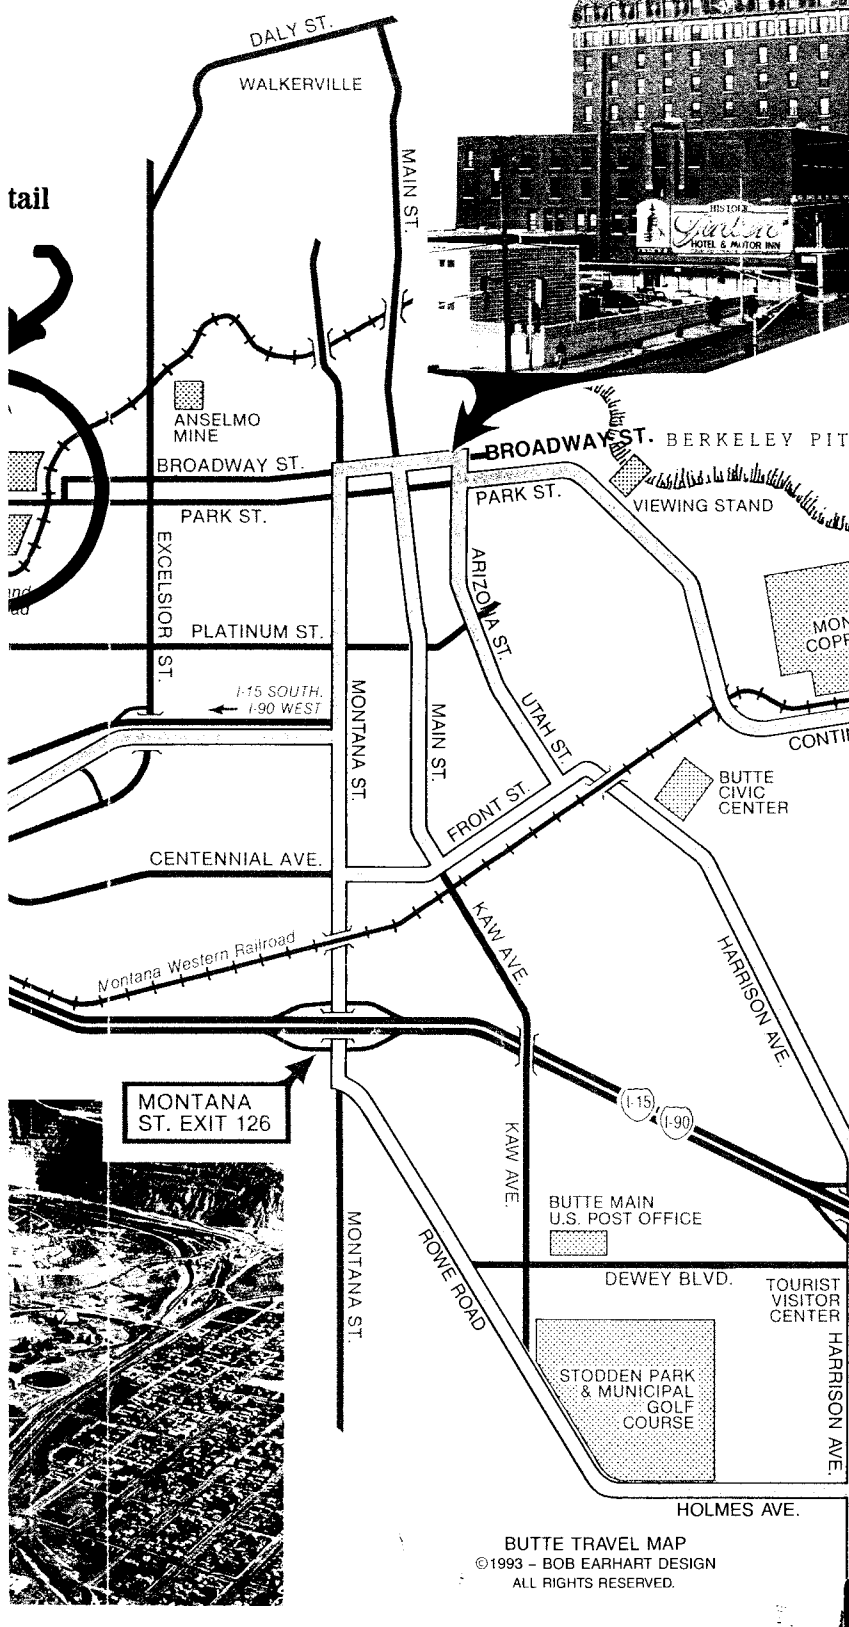 DALY ST.
WALKERVILLE
MAIN ST.
tail
HISTORIC
Finlen
HOTEL & MOTOR INN
ANSELMO
MINE
BROADWAY ST.
BROADWAY ST.
BERKELEY PIT
PARK ST.
PARK ST.
VIEWING STAND
EXCELSIOR ST.
ARIZONA ST.
PLATINUM ST.
MON
COPP
I-15 SOUTH.
I-90 WEST
MONTANA ST.
MAIN ST.
UTAH ST.
CONTI
FRONT ST.
BUTTE
CIVIC
CENTER
CENTENNIAL AVE.
KAW AVE.
Montana Western Railroad
HARRISON AVE.
MONTANA
ST. EXIT 126
I-15
I-90
KAW AVE.
BUTTE MAIN
U.S. POST OFFICE
MONTANA ST.
ROWE ROAD
DEWEY BLVD.
TOURIST
VISITOR
CENTER
HARRISON AVE.
STODDEN PARK
& MUNICIPAL
GOLF
COURSE
HOLMES AVE.
BUTTE TRAVEL MAP
©1993 – BOB EARHART DESIGN
ALL RIGHTS RESERVED.